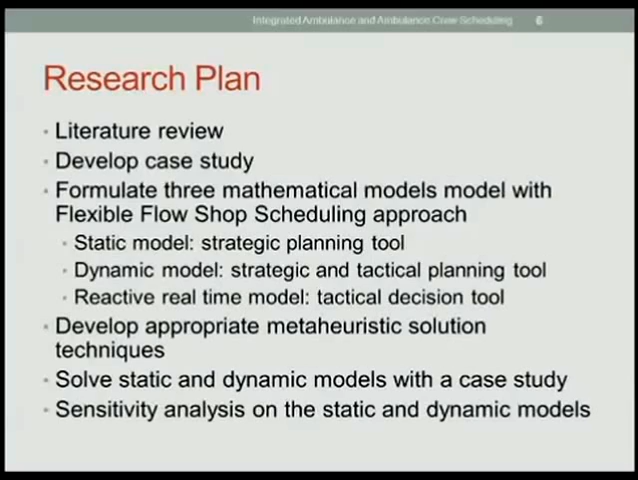 Integrated Ambulance and Ambulance Crew Scheduling 6
Research Plan
• Literature review
• Develop case study
• Formulate three mathematical models model with
Flexible Flow Shop Scheduling approach
• Static model: strategic planning tool
• Dynamic model: strategic and tactical planning tool
• Reactive real time model: tactical decision tool
• Develop appropriate metaheuristic solution
techniques
• Solve static and dynamic models with a case study
• Sensitivity analysis on the static and dynamic models